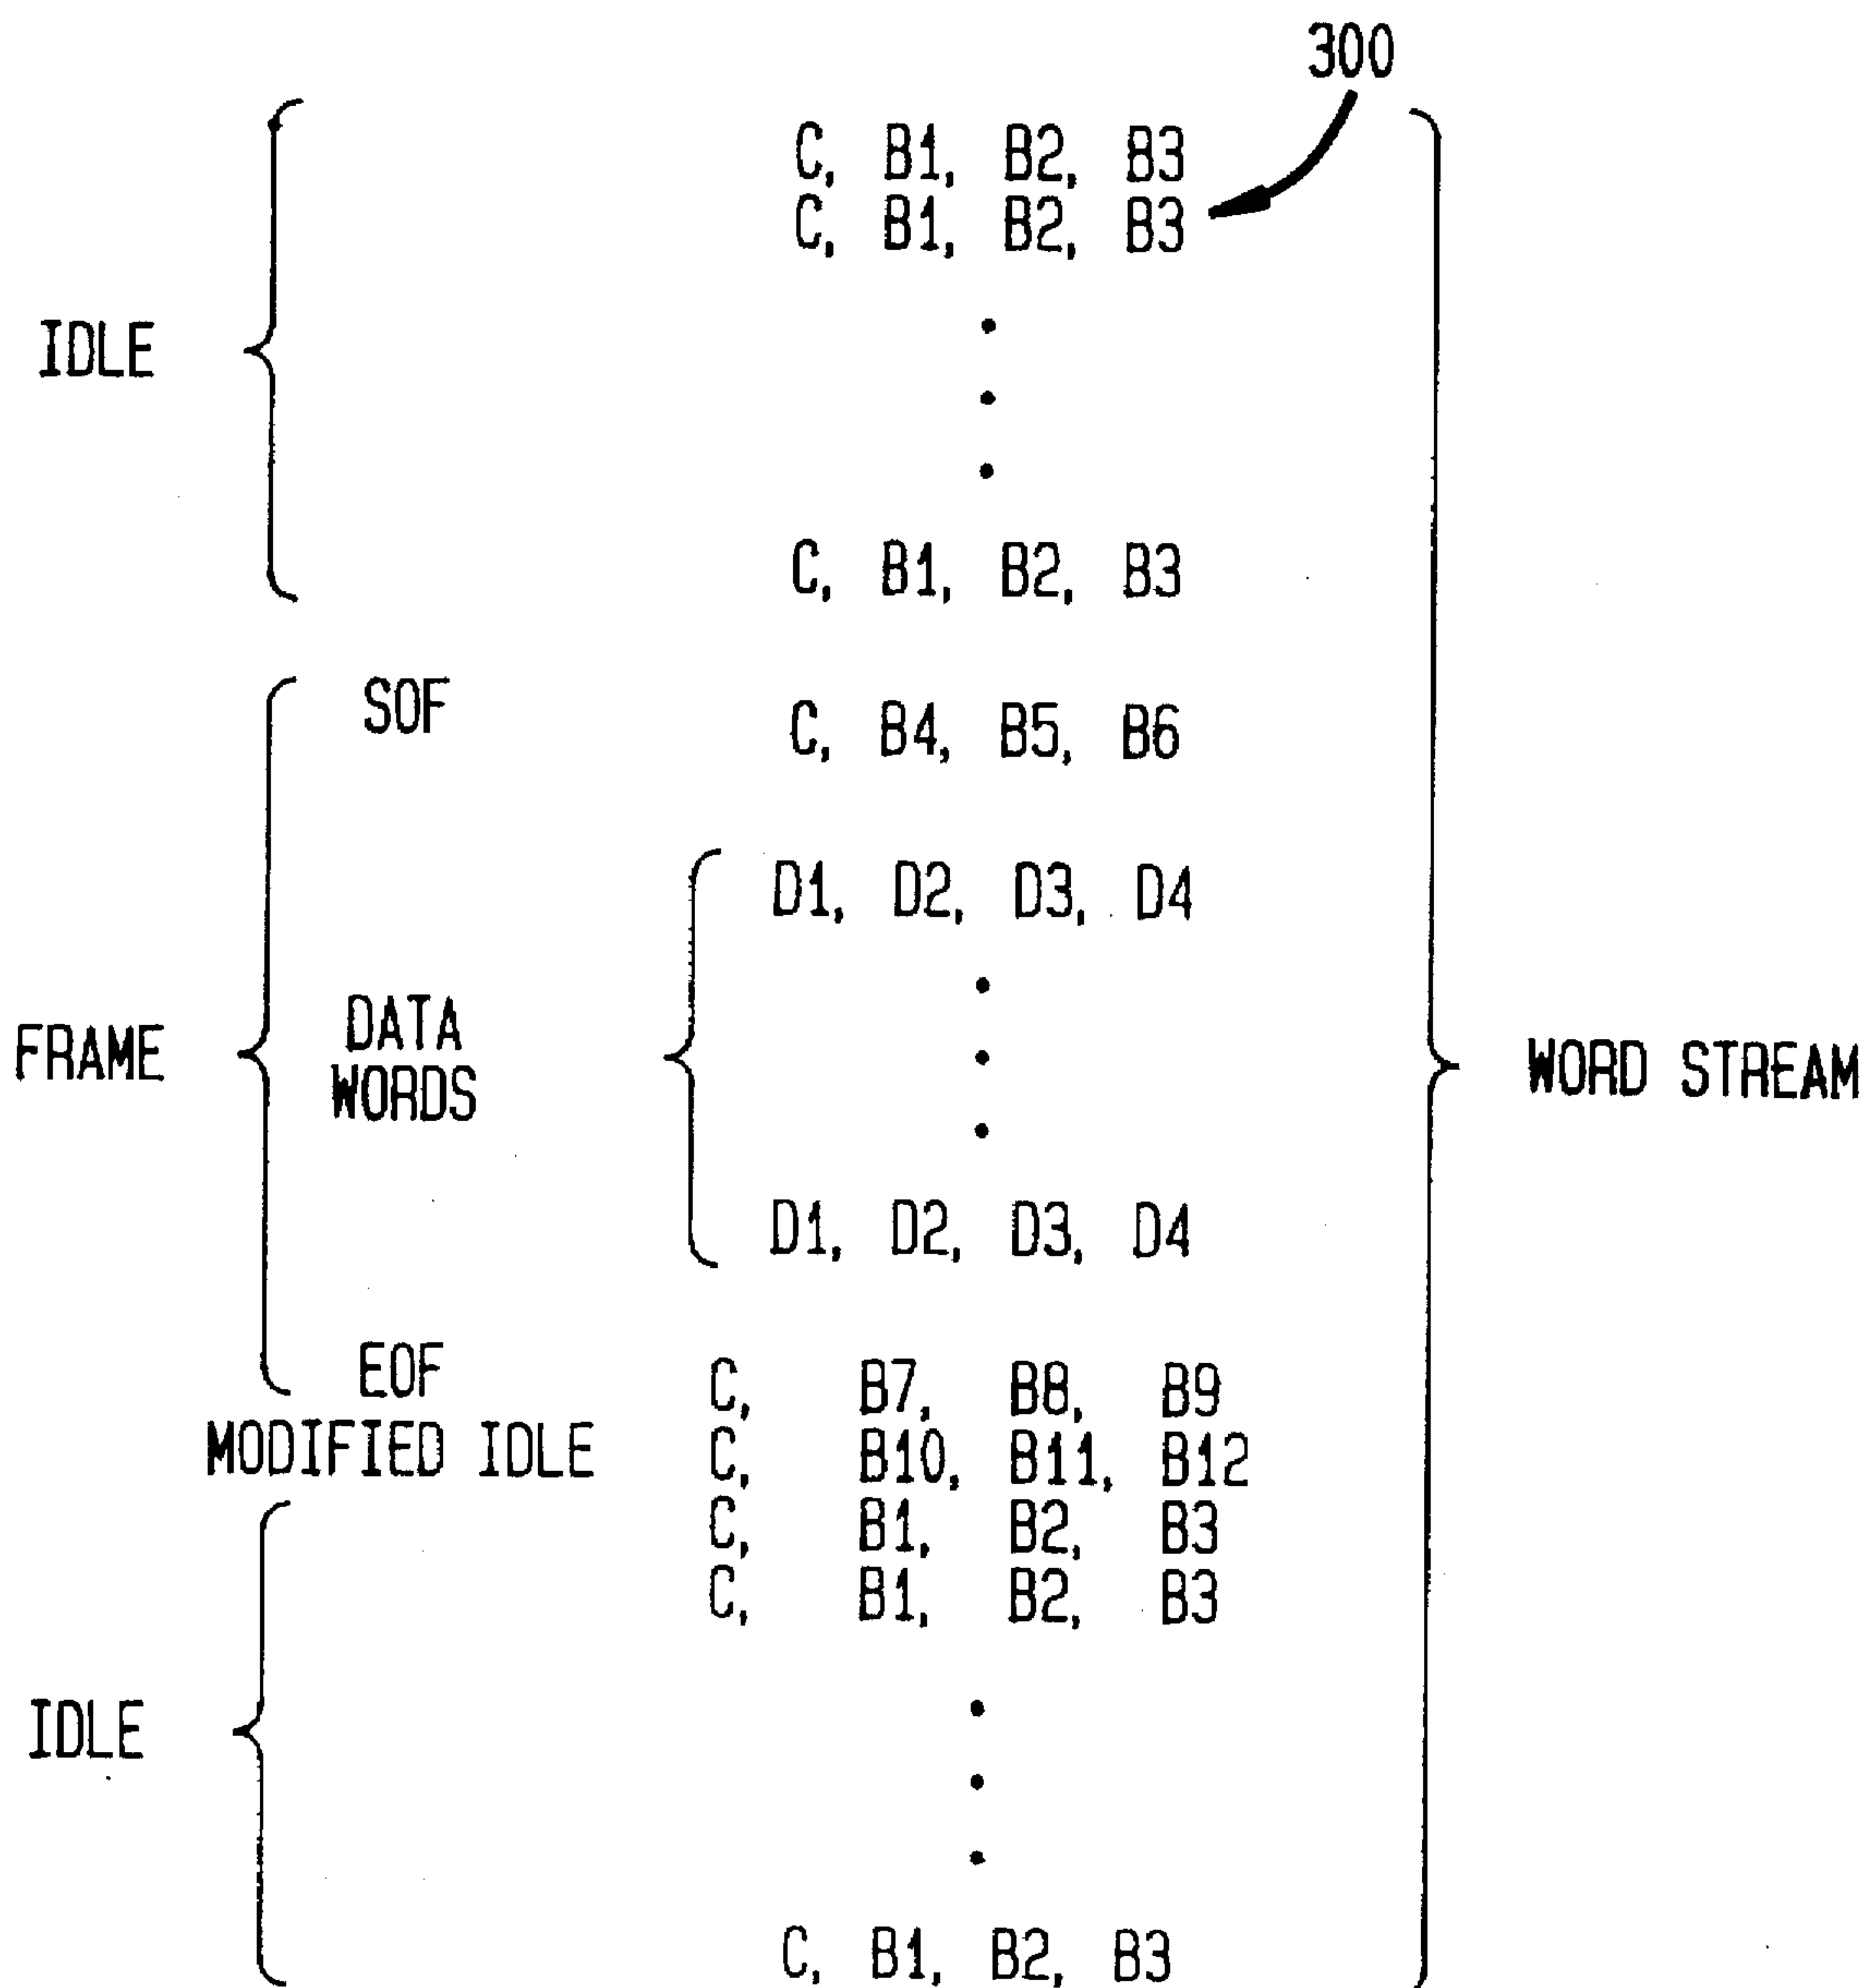 300
C, B1, B2, B3
C, B1, B2, B3
IDLE
C, B1, B2, B3
SOF C, B4, B5, B6
D1, D2, D3, D4
FRAME DATA WORDS
WORD STREAM
D1, D2, D3, D4
EOF C, B7, B8, B9
MODIFIED IDLE C, B10, B11, B12
C, B1, B2, B3
C, B1, B2, B3
IDLE
C, B1, B2, B3